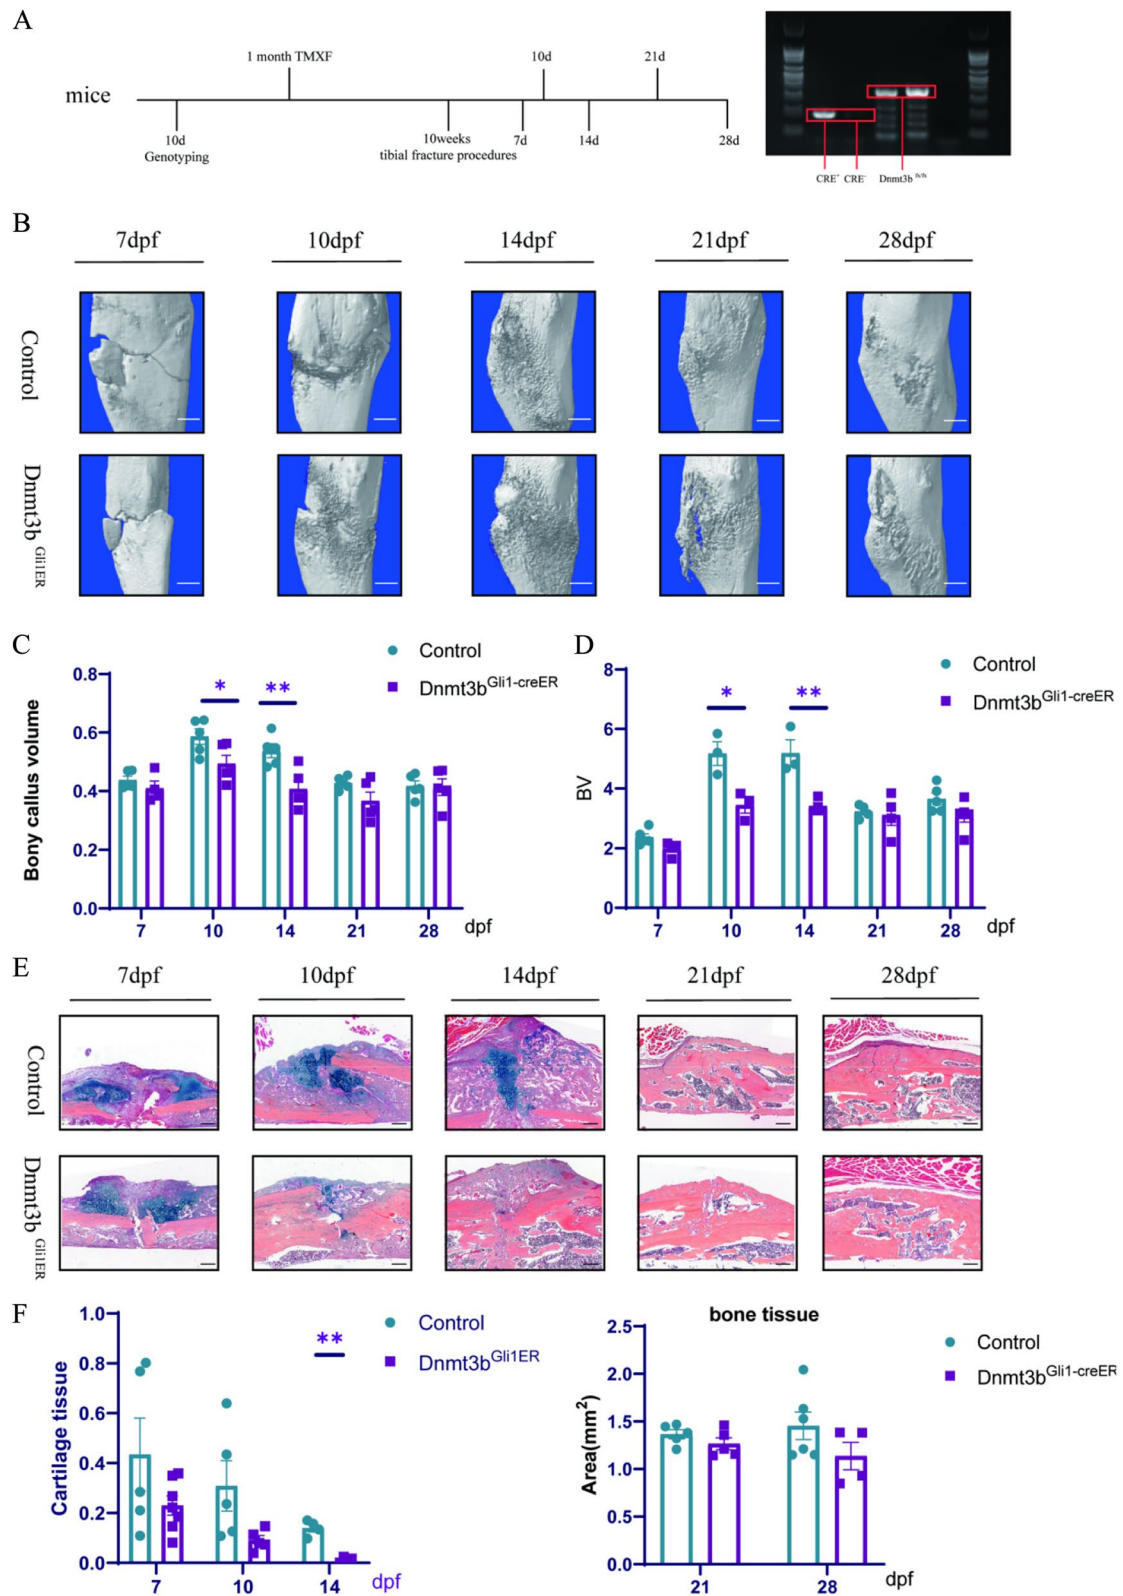 A
1 month TMXF
10d
21d
mice
10d
Genotyping
10weeks
tibial fracture procedures
7d
14d
28d
CRE+ CRE- Dnmt3b fh/fh
B
7dpf 10dpf 14dpf 21dpf 28dpf
Control
Dnmt3b Gli1ER
C
Control
Dnmt3bGli1-creER
Bony callus volume
0.8
0.6
0.4
0.2
0.0
*
**
7 10 14 21 28 dpf
D
Control
Dnmt3bGli1-creER
BV
8
6
4
2
0
*
**
7 10 14 21 28 dpf
E
7dpf 10dpf 14dpf 21dpf 28dpf
Control
Dnmt3b Gli1ER
F
Control
Dnmt3bGli1ER
Cartilage tissue
1.0
0.8
0.6
0.4
0.2
0.0
**
7 10 14 dpf
bone tissue
Control
Dnmt3bGli1-creER
Area(mm²)
2.5
2.0
1.5
1.0
0.5
0.0
21 28 dpf